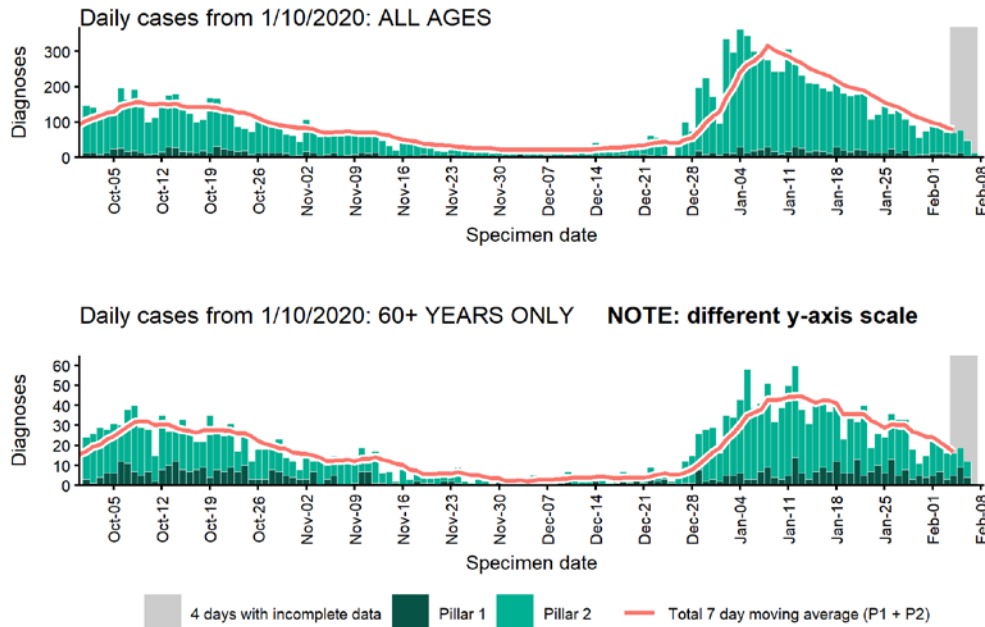 Daily cases from 1/10/2020: ALL AGES
Diagnoses
300
200
100
0
Oct-05
Oct-12
Oct-19
Oct-26
Nov-02
Nov-09
Nov-16
Nov-23
Nov-30
Dec-07
Dec-14
Dec-21
Dec-28
Jan-04
Jan-11
Jan-18
Jan-25
Feb-01
Feb-08
Specimen date
Daily cases from 1/10/2020: 60+ YEARS ONLY NOTE: different y-axis scale
Diagnoses
60
50
40
30
20
10
0
Oct-05
Oct-12
Oct-19
Oct-26
Nov-02
Nov-09
Nov-16
Nov-23
Nov-30
Dec-07
Dec-14
Dec-21
Dec-28
Jan-04
Jan-11
Jan-18
Jan-25
Feb-01
Feb-08
Specimen date
4 days with incomplete data Pillar 1 Pillar 2 Total 7 day moving average (P1 + P2)